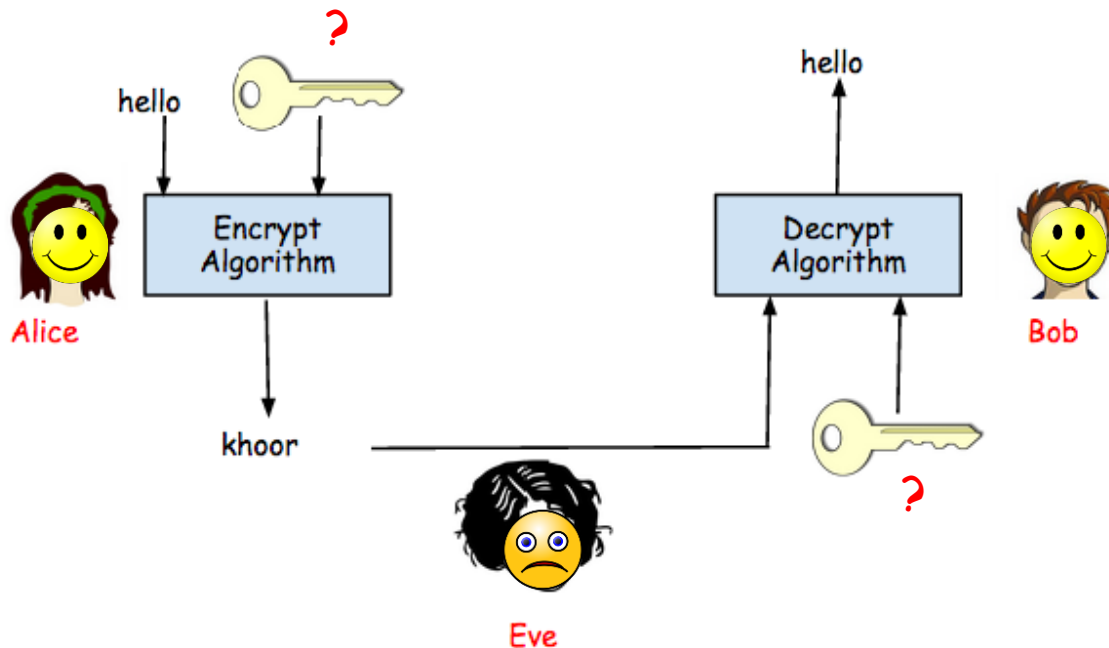 ?
hello
hello
Encrypt
Algorithm
Decrypt
Algorithm
Alice
Bob
khoor
?
Eve